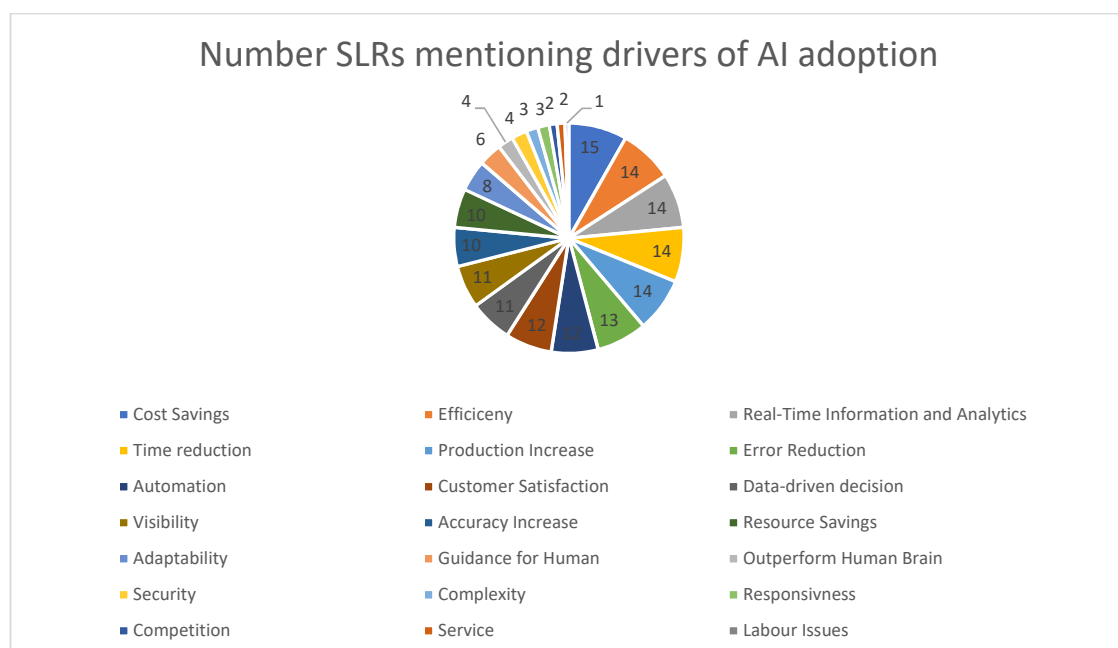 Number SLRs mentioning drivers of AI adoption
4 4 3 3 2 2 1
6
8
10
10
11
11
12
12
13
14
14
14
14
15
Cost Savings Efficiceny Real-Time Information and Analytics
Time reduction Production Increase Error Reduction
Automation Customer Satisfaction Data-driven decision
Visibility Accuracy Increase Resource Savings
Adaptability Guidance for Human Outperform Human Brain
Security Complexity Responsivness
Competition Service Labour Issues